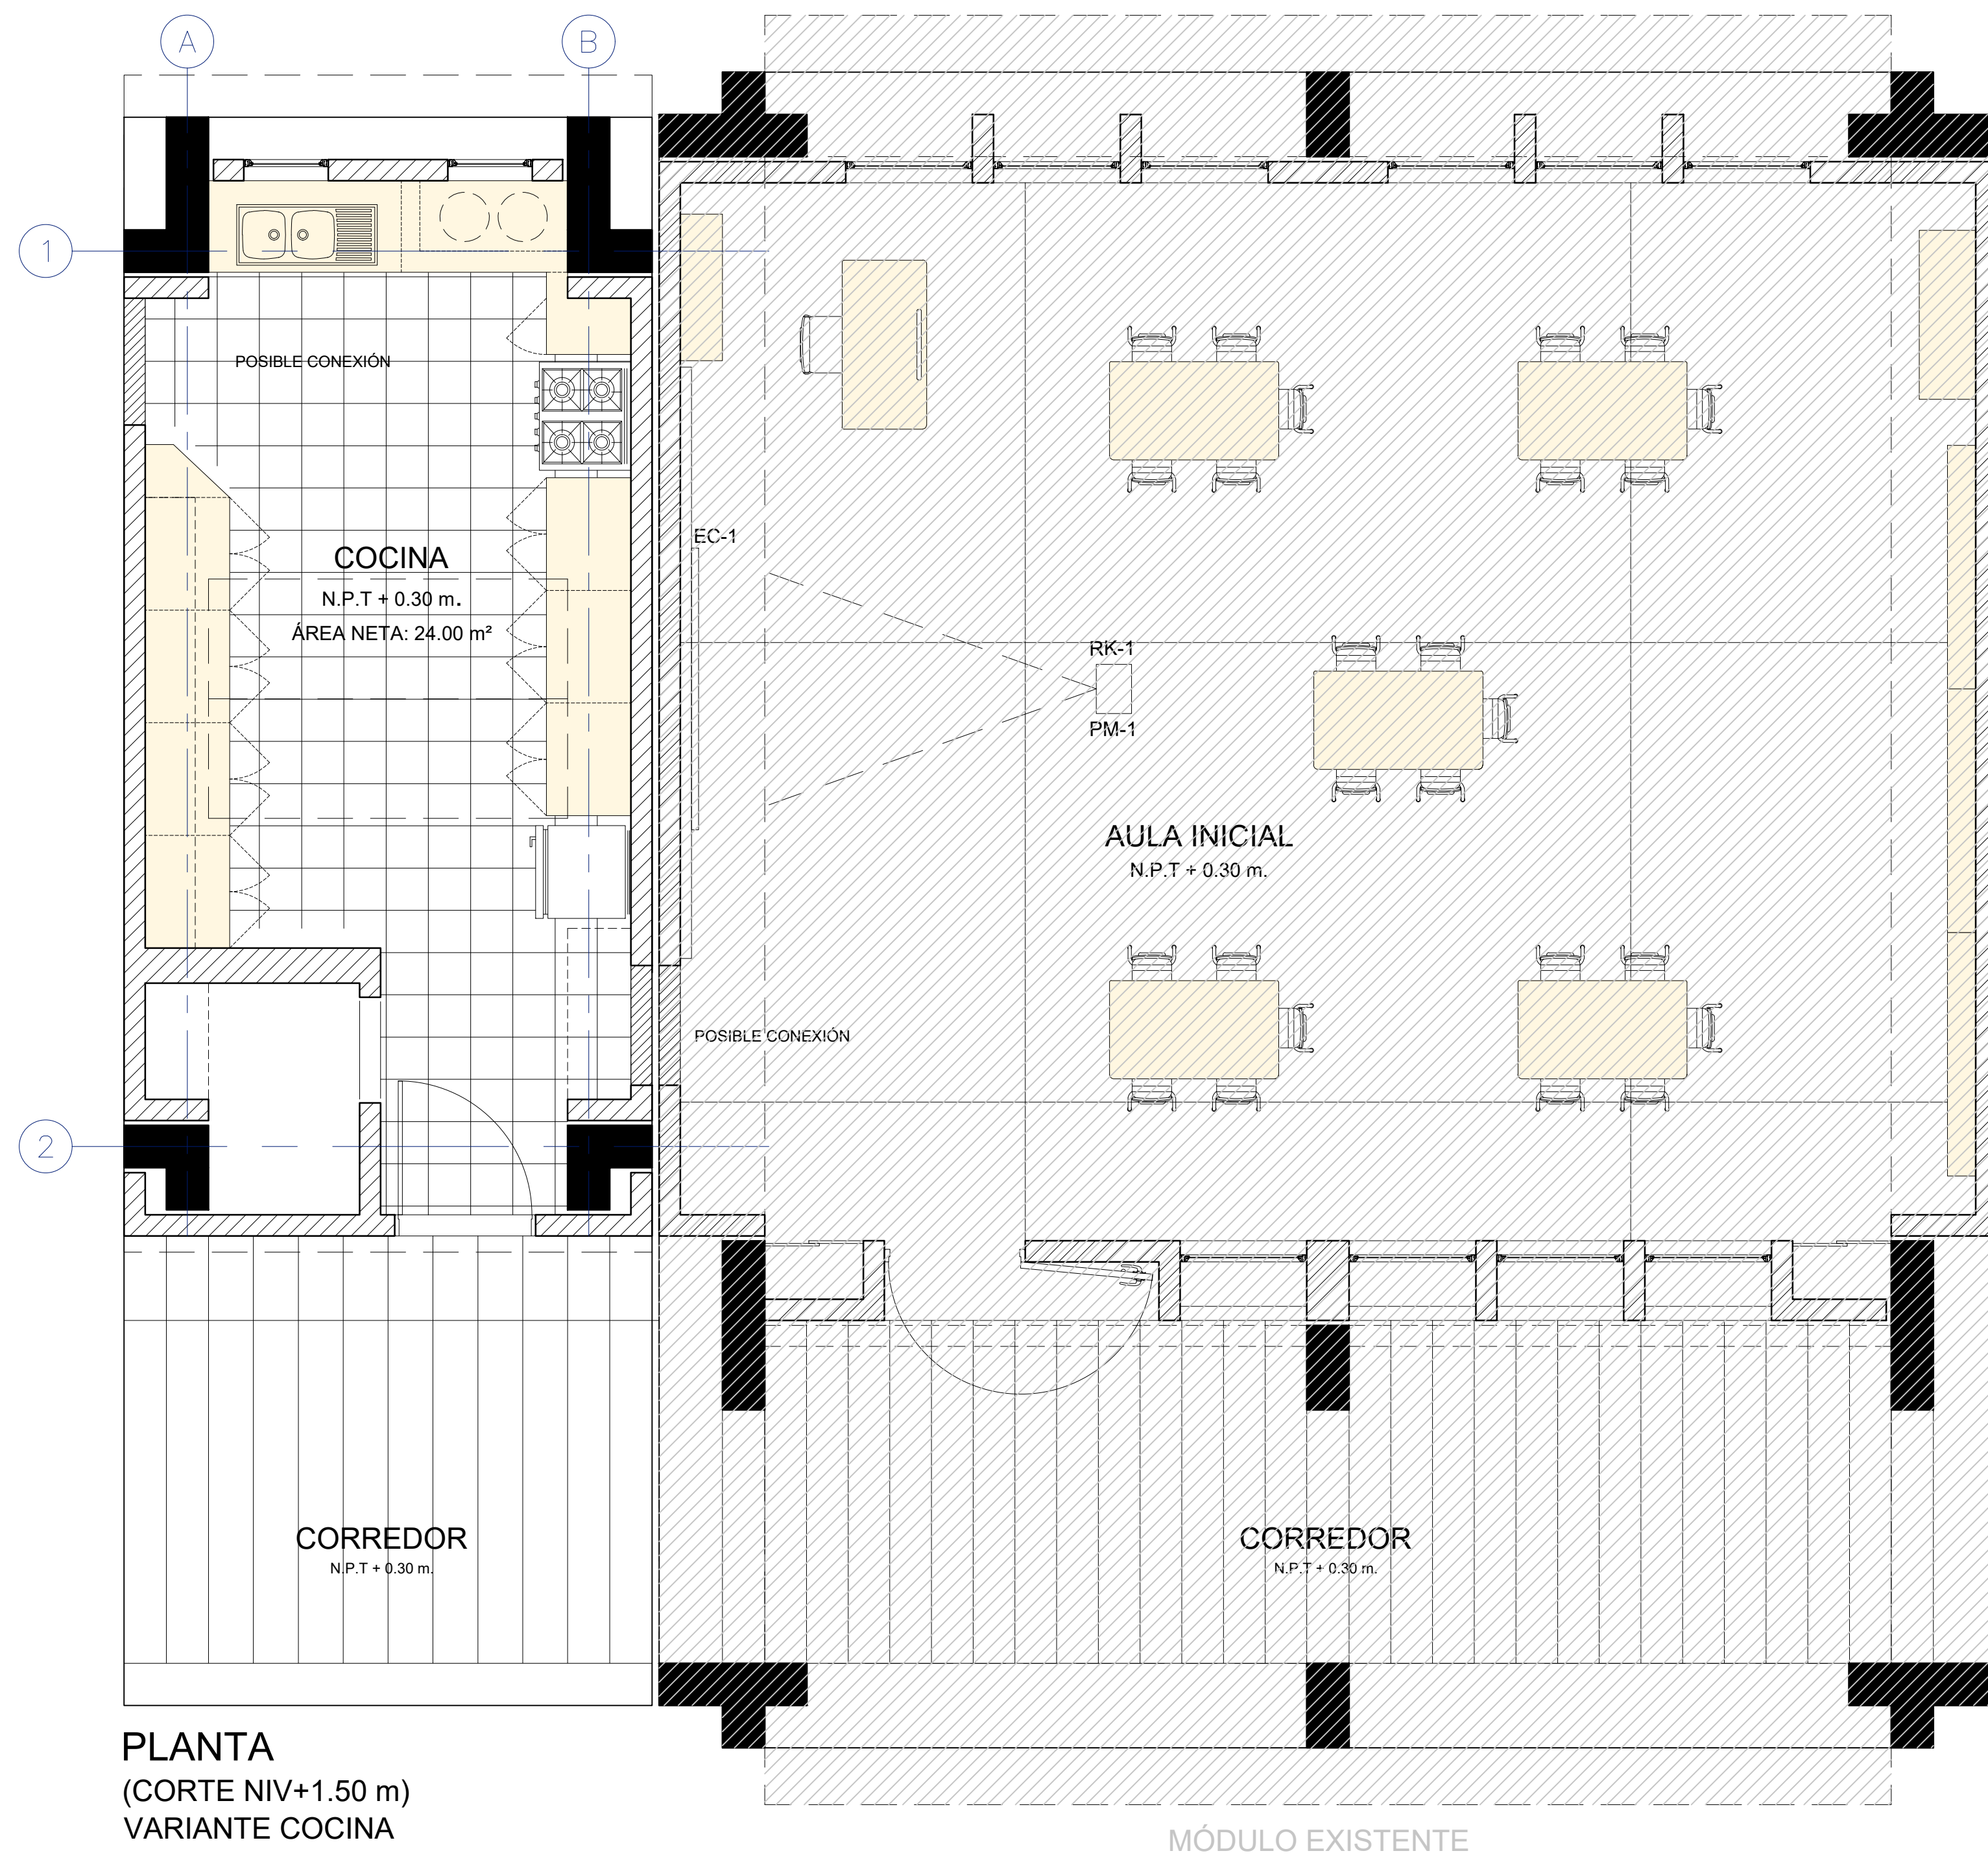 A
B
1
POSIBLE CONEXIÓN
EC-1
COCINA
N.P.T + 0.30 m.
ÁREA NETA: 24.00 m²
RK-1
PM-1
AULA INICIAL
N.P.T + 0.30 m.
POSIBLE CONEXIÓN
2
CORREDOR
N.P.T + 0.30 m.
CORREDOR
N.P.T + 0.30 m.
PLANTA
(CORTE NIV+1.50 m)
VARIANTE COCINA
MÓDULO EXISTENTE